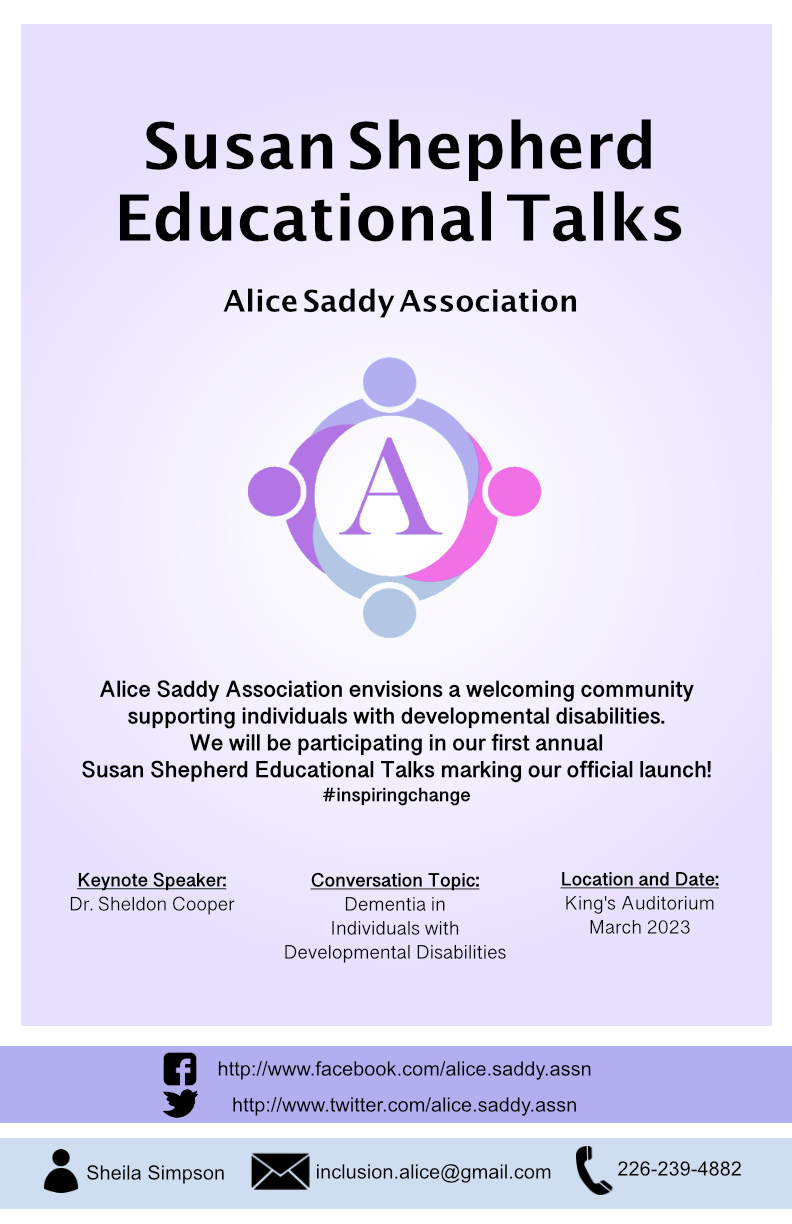 Susan Shepherd
Educational Talks
Alice Saddy Association
A
Alice Saddy Association envisions a welcoming community
supporting individuals with developmental disabilities.
We will be participating in our first annual
Susan Shepherd Educational Talks marking our official launch!
#inspiringchange
Keynote Speaker:
Dr. Sheldon Cooper
Conversation Topic:
Dementia in
Individuals with
Developmental Disabilities
Location and Date:
King's Auditorium
March 2023
http://www.facebook.com/alice.saddy.assn
http://www.twitter.com/alice.saddy.assn
Sheila Simpson
inclusion.alice@gmail.com
226-239-4882